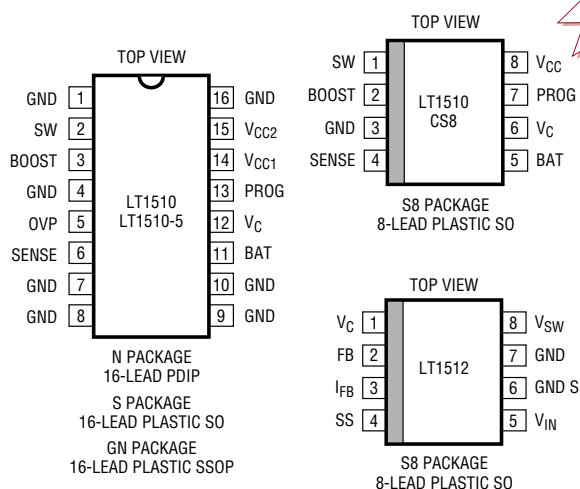 TOP VIEW
GND 1 16 GND
SW 2 15 VCC2
BOOST 3 14 VCC1
GND 4 13 PROG
OVP 5 12 VC
SENSE 6 11 BAT
GND 7 10 GND
GND 8 9 GND
LT1510
LT1510-5
N PACKAGE
16-LEAD PDIP
S PACKAGE
16-LEAD PLASTIC SO
GN PACKAGE
16-LEAD PLASTIC SSOP
TOP VIEW
SW 1 8 VCC
BOOST 2 7 PROG
GND 3 6 VC
SENSE 4 5 BAT
LT1510
CS8
S8 PACKAGE
8-LEAD PLASTIC SO
TOP VIEW
VC 1 8 VSW
FB 2 7 GND
IFB 3 6 GND S
SS 4 5 VIN
LT1512
S8 PACKAGE
8-LEAD PLASTIC SO